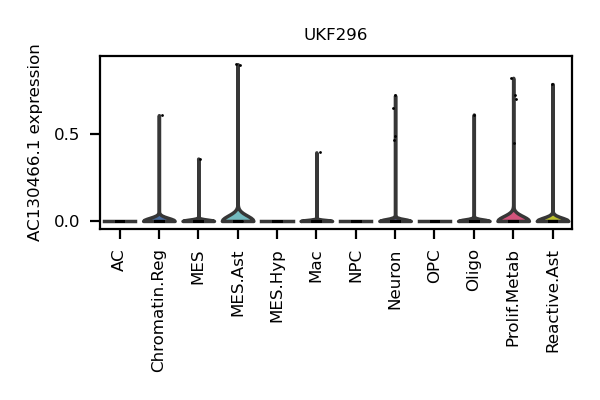 UKF296
AC130466.1 expression
0.5
0.0
AC
Chromatin.Reg
MES
MES.Ast
MES.Hyp
Mac
NPC
Neuron
OPC
Oligo
Prolif.Metab
Reactive.Ast